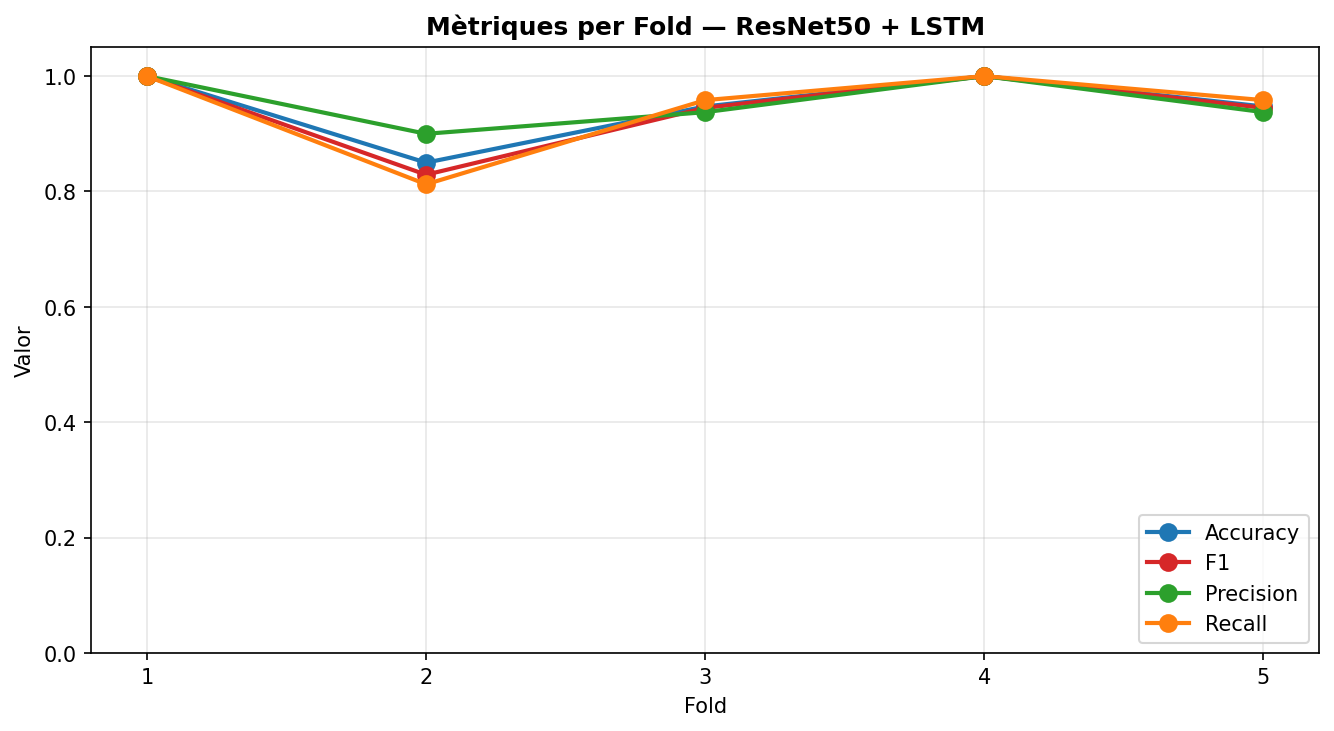 Mètriques per Fold — ResNet50 + LSTM
1.0
0.8
0.6
0.4
0.2
0.0
Valor
1 2 3 4 5
Fold
Accuracy
F1
Precision
Recall